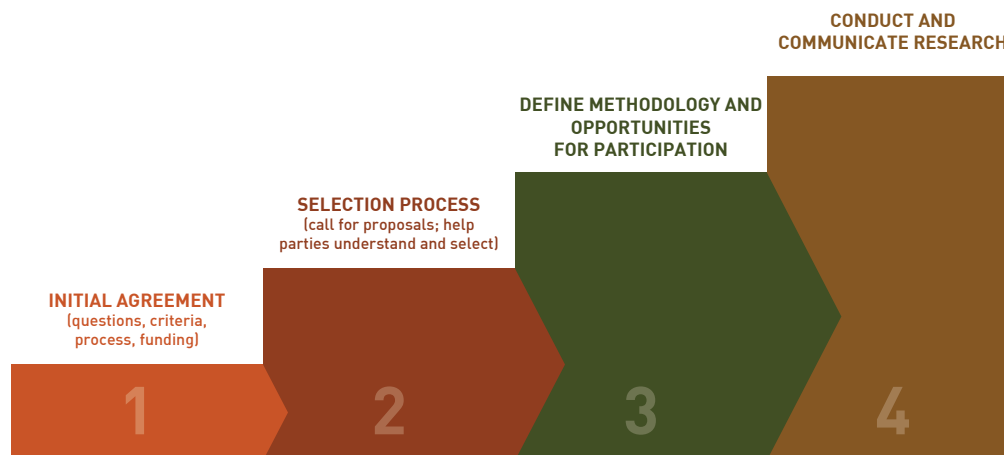 INITIAL AGREEMENT
(questions, criteria,
process, funding)
1
SELECTION PROCESS
(call for proposals; help
parties understand and select)
2
DEFINE METHODOLOGY AND
OPPORTUNITIES
FOR PARTICIPATION
3
CONDUCT AND
COMMUNICATE RESEARCH
4